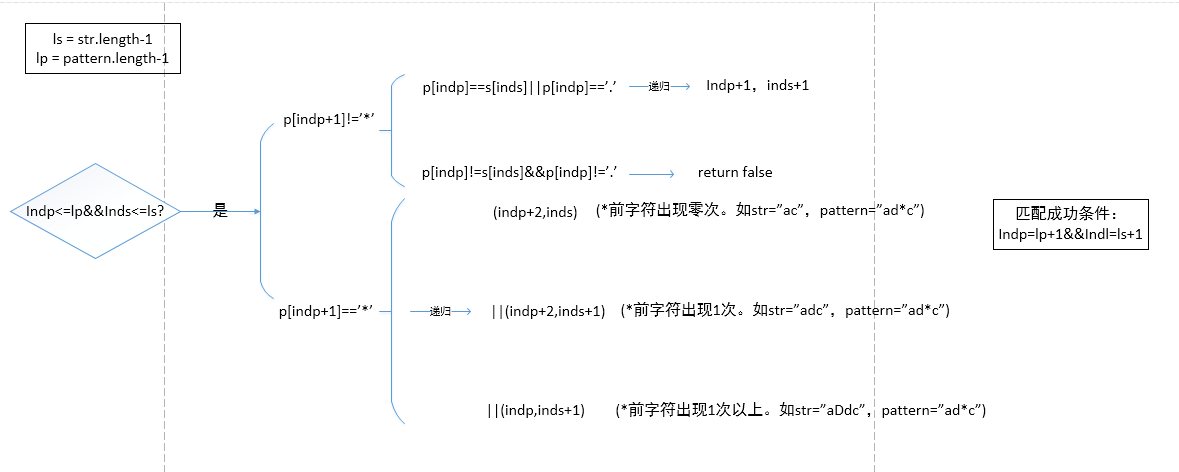 ls = str.length-1
lp = pattern.length-1
p[indp]==s[inds]||p[indp]==’.’
递归
Indp+1，inds+1
p[indp+1]!=’*’
p[indp]!=s[inds]&&p[indp]!=’.’
return false
Indp<=lp&&Inds<=ls?
是
(indp+2,inds) (*前字符出现零次。如str=”ac”，pattern=”ad*c”)
匹配成功条件：
Indp=lp+1&&Indl=ls+1
p[indp+1]==’*’
递归
||(indp+2,inds+1) (*前字符出现1次。如str=”adc”，pattern=”ad*c”)
||(indp,inds+1) (*前字符出现1次以上。如str=”aDdc”，pattern=”ad*c”)